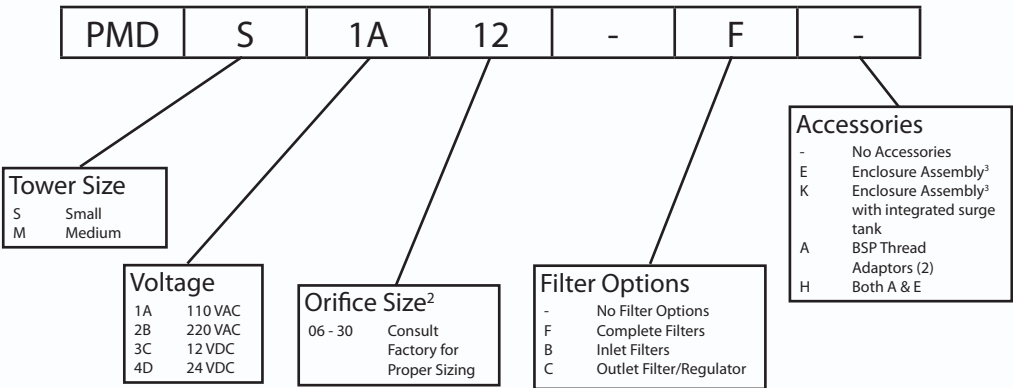 PMD S 1A 12 - F -
Tower Size
S Small
M Medium
Voltage
1A 110 VAC
2B 220 VAC
3C 12 VDC
4D 24 VDC
Orifice Size²
06 - 30 Consult
Factory for
Proper Sizing
Filter Options
- No Filter Options
F Complete Filters
B Inlet Filters
C Outlet Filter/Regulator
Accessories
- No Accessories
E Enclosure Assembly³
K Enclosure Assembly³
with integrated surge
tank
A BSP Thread
Adaptors (2)
H Both A & E